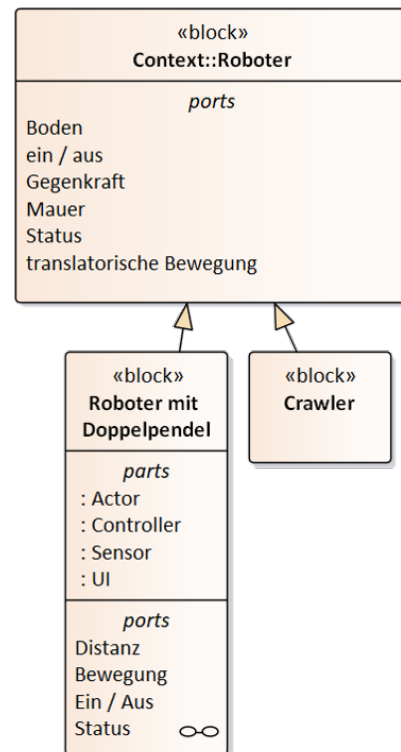 «block»
Context::Roboter
ports
Boden
ein / aus
Gegenkraft
Mauer
Status
translatorische Bewegung
«block»
Roboter mit
Doppelpendel
parts
: Actor
: Controller
: Sensor
: UI
ports
Distanz
Bewegung
Ein / Aus
Status
«block»
Crawler